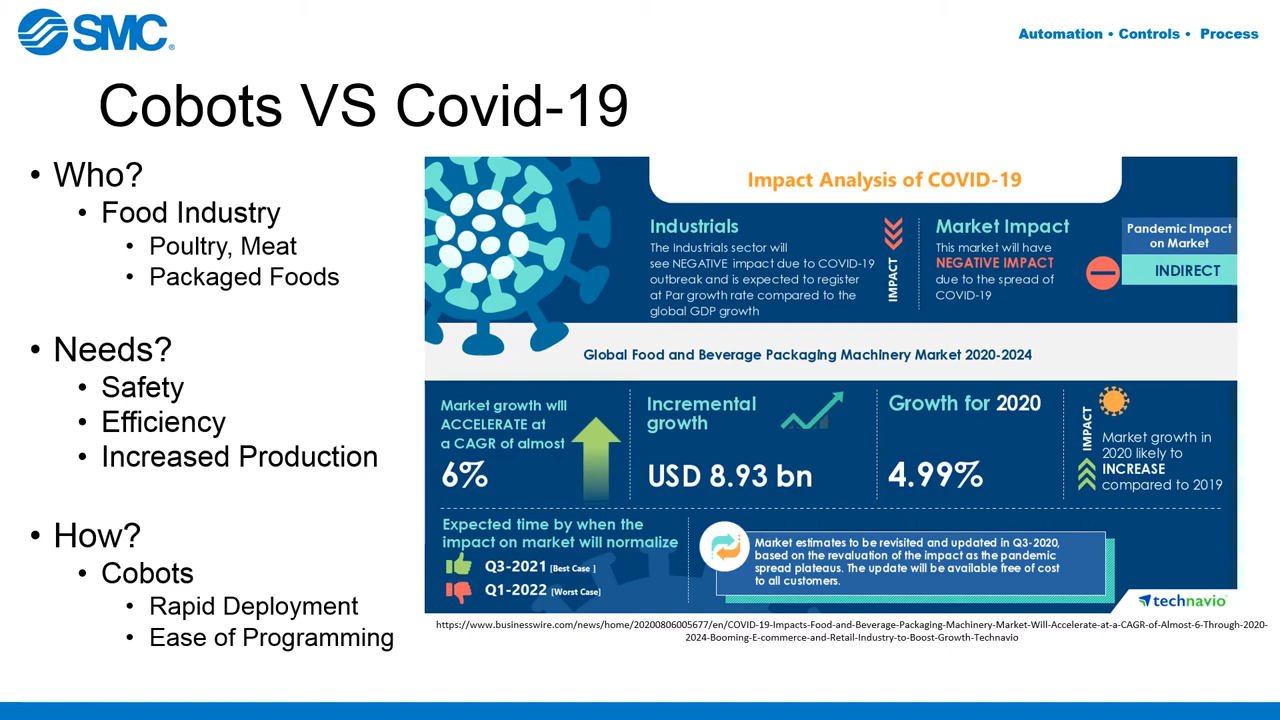 SMC
Automation • Controls • Process
Cobots VS Covid-19
• Who?
• Food Industry
• Poultry, Meat
• Packaged Foods
• Needs?
• Safety
• Efficiency
• Increased Production
• How?
• Cobots
• Rapid Deployment
• Ease of Programming
Impact Analysis of COVID-19
Industrials
The Industrials sector will
see NEGATIVE impact due to COVID-19
outbreak and is expected to register
at Par growth rate compared to the
global GDP growth
IMPACT
Market Impact
This market will have
NEGATIVE IMPACT
due to the spread of
COVID-19
Pandemic Impact
on Market
INDIRECT
Global Food and Beverage Packaging Machinery Market 2020-2024
Market growth will
ACCELERATE at
a CAGR of almost
6%
Incremental
growth
USD 8.93 bn
Growth for 2020
4.99%
IMPACT
Market growth in
2020 likely to
INCREASE
compared to 2019
Expected time by when the
impact on market will normalize
Q3-2021 [Best Case ]
Q1-2022 [Worst Case]
Market estimates to be revisited and updated in Q3-2020,
based on the revaluation of the impact as the pandemic
spread plateaus. The update will be available free of cost
to all customers.
technavio
https://www.businesswire.com/news/home/20200806005677/en/COVID-19-Impacts-Food-and-Beverage-Packaging-Machinery-Market-Will-Accelerate-at-a-CAGR-of-Almost-6-Through-2020-
2024-Booming-E-commerce-and-Retail-Industry-to-Boost-Growth-Technavio